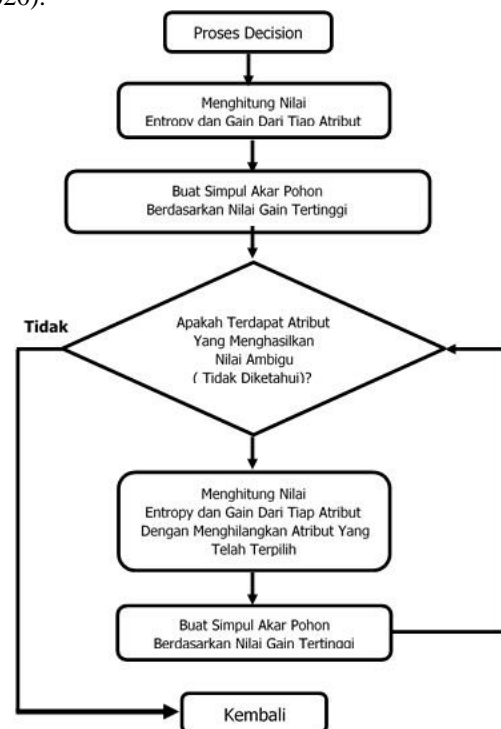 Proses Decision
Menghitung Nilai
Entropy dan Gain Dari Tiap Atribut
Buat Simpul Akar Pohon
Berdasarkan Nilai Gain Tertinggi
Tidak
Apakah Terdapat Atribut
Yang Menghasilkan
Nilai Ambigu
( Tidak Diketahui)?
Menghitung Nilai
Entropy dan Gain Dari Tiap Atribut
Dengan Menghilangkan Atribut Yang
Telah Terpilih
Buat Simpul Akar Pohon
Berdasarkan Nilai Gain Tertinggi
Kembali